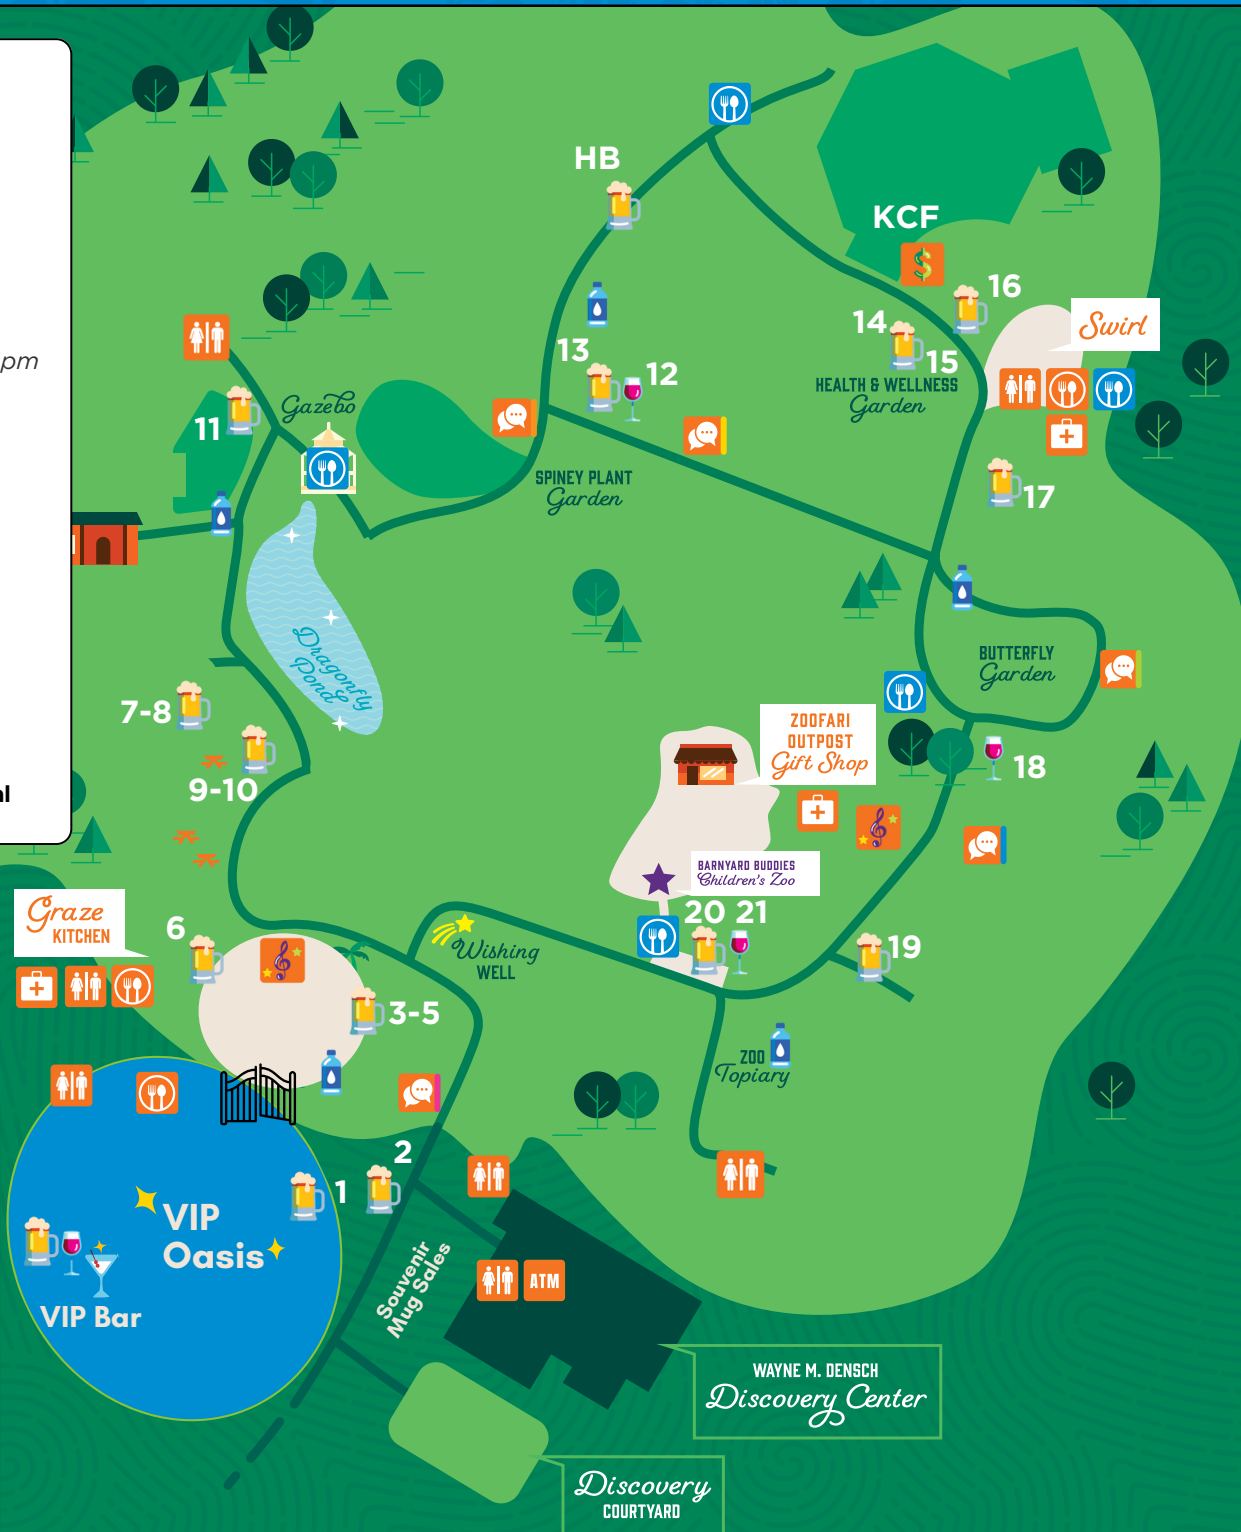 HB
KCF
16
Swirl
14
15
13
12
pm
HEALTH & WELLNESS
Garden
Gazebo
11
SPINEY PLANT
Garden
17
Dragonfly
Pond
BUTTERFLY
Garden
7-8
ZOOFARI
OUTPOST
Gift Shop
18
9-10
al
BARNYARD BUDDIES
Children's Zoo
Graze
KITCHEN
6
20 21
Wishing
WELL
19
3-5
ZOO
Topiary
2
1
VIP
Oasis
Souvenir
Mug Sales
ATM
VIP Bar
WAYNE M. DENSCH
Discovery Center
Discovery
COURTYARD